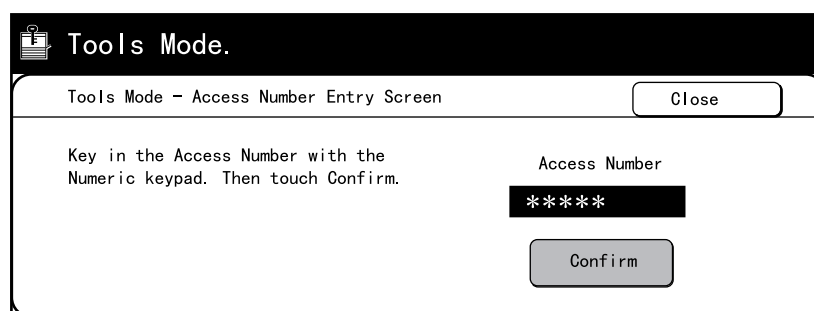 Tools Mode.
Tools Mode - Access Number Entry Screen
Close
Key in the Access Number with the
Numeric keypad. Then touch Confirm.
Access Number
*****
Confirm